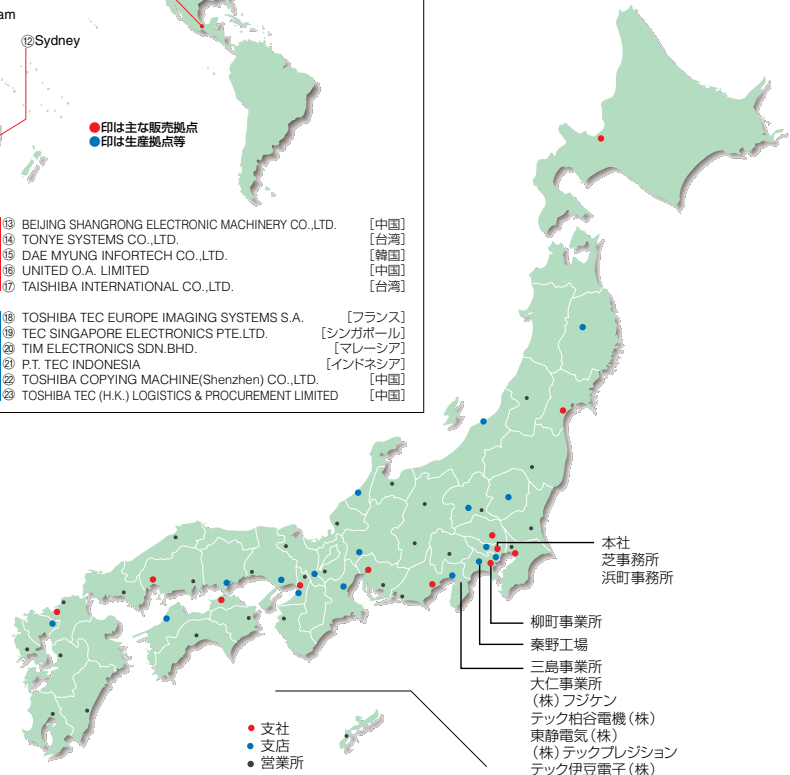 am
⑫Sydney
●印は主な販売拠点
●印は生産拠点等
⑬ BEIJING SHANGRONG ELECTRONIC MACHINERY CO.,LTD. [中国]
⑭ TONYE SYSTEMS CO.,LTD. [台湾]
⑮ DAE MYUNG INFORTECH CO.,LTD. [韓国]
⑯ UNITED O.A. LIMITED [中国]
⑰ TAISHIBA INTERNATIONAL CO.,LTD. [台湾]
⑱ TOSHIBA TEC EUROPE IMAGING SYSTEMS S.A. [フランス]
⑲ TEC SINGAPORE ELECTRONICS PTE.LTD. [シンガポール]
⑳ TIM ELECTRONICS SDN.BHD. [マレーシア]
㉑ P.T. TEC INDONESIA [インドネシア]
㉒ TOSHIBA COPYING MACHINE(Shenzhen) CO.,LTD. [中国]
㉓ TOSHIBA TEC (H.K.) LOGISTICS & PROCUREMENT LIMITED [中国]
本社
芝事務所
浜町事務所
柳町事業所
秦野工場
三島事業所
大仁事業所
(株)フジケン
テック柏谷電機(株)
東静電気(株)
(株)テックプレジション
テック伊豆電子(株)
● 支社
● 支店
● 営業所